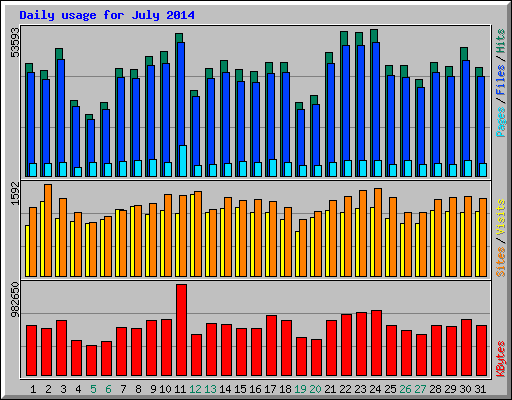 Daily usage for July 2014
53593
Pages / Files / Hits
1592
Sites / Visits
982650
KBytes
1 2 3 4 5 6 7 8 9 10 11 12 13 14 15 16 17 18 19 20 21 22 23 24 25 26 27 28 29 30 31